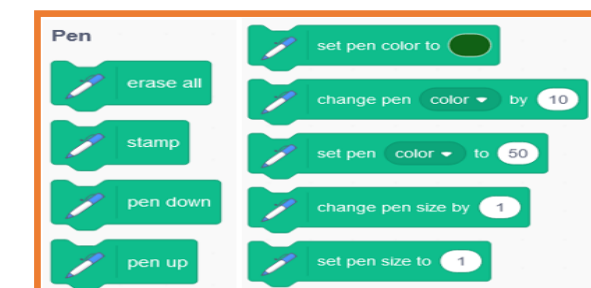 Pen
erase all
stamp
pen down
pen up
set pen color to
change pen color by 10
set pen color to 50
change pen size by 1
set pen size to 1